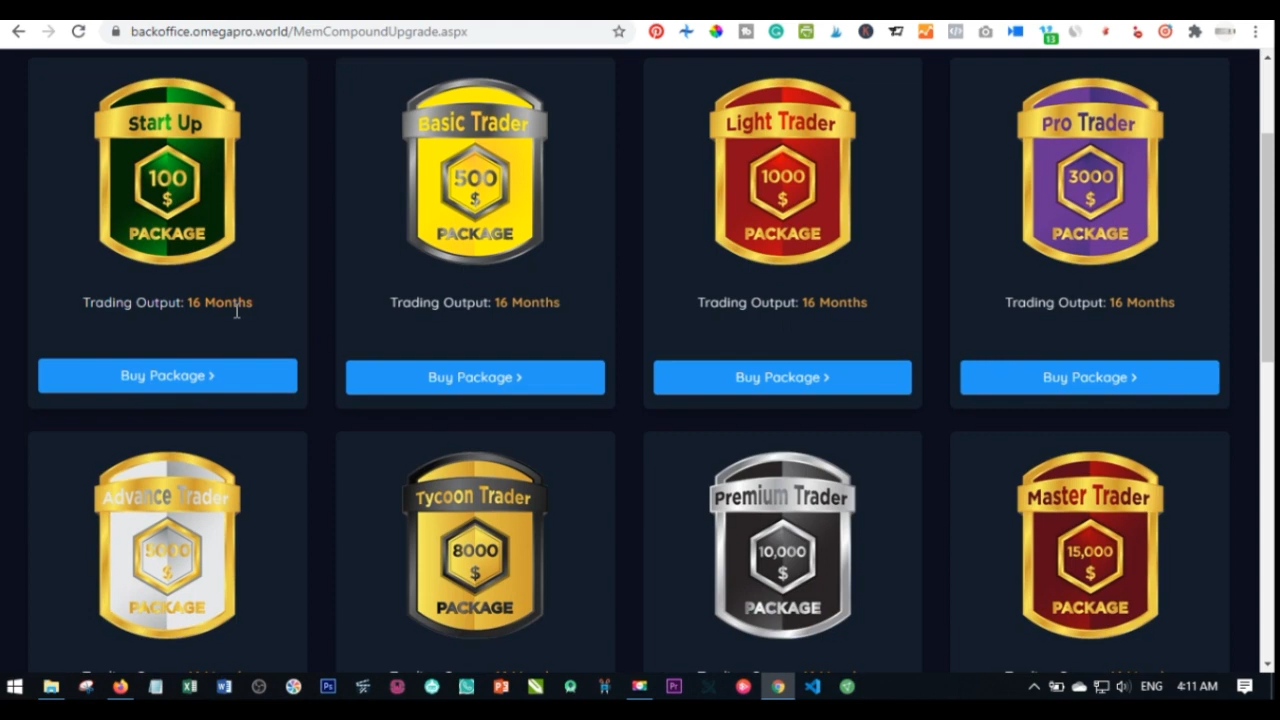 backoffice.omegapro.world/MemCompoundUpgrade.aspx
13
Start Up
100
$
PACKAGE
Trading Output: 16 Months
Buy Package >
Basic Trader
500
$
PACKAGE
Trading Output: 16 Months
Buy Package >
Light Trader
1000
$
PACKAGE
Trading Output: 16 Months
Buy Package >
Pro Trader
3000
$
PACKAGE
Trading Output: 16 Months
Buy Package >
Advance Trader
5000
$
PACKAGE
Tycoon Trader
8000
$
PACKAGE
Premium Trader
10,000
$
PACKAGE
Master Trader
15,000
$
PACKAGE
ENG
4:11 AM